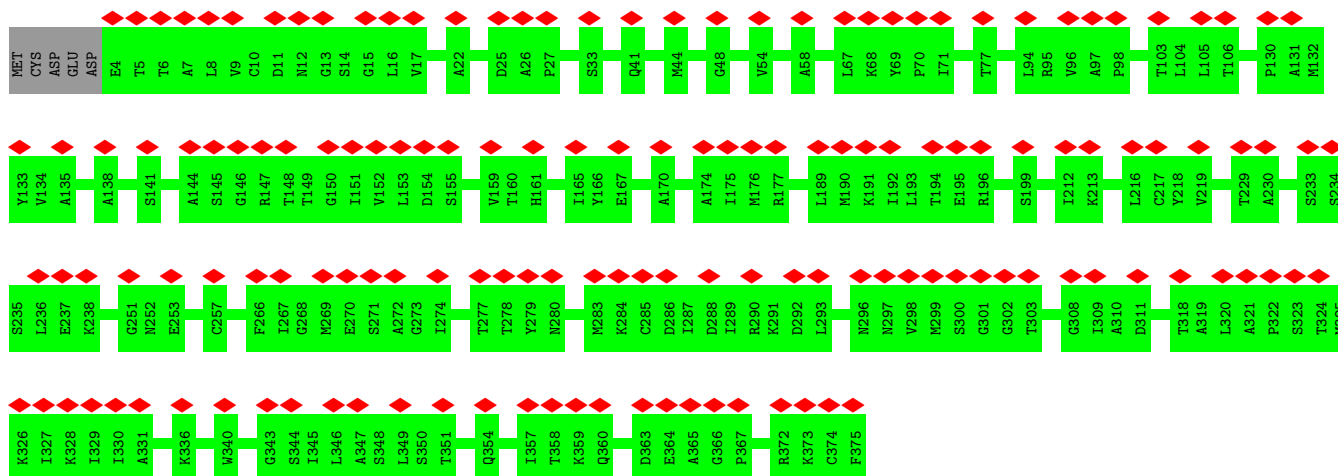 MET CYS ASP GLU ASP E4 T5 T6 A7 L8 V9 C10 D11 N12 G13 S14 G15 L16 V17 A22 D25 A26 P27 S33 Q41 M44 G48 V54 A58 L67 K68 Y69 P70 I71 T77 L94 R95 V96 A97 P98 T103 L104 L105 T106 P130 A131 M132
Y133 V134 A135 A138 S141 A144 S145 G146 R147 T148 T149 G150 I151 V152 L153 D154 S155 V159 T160 H161 I165 Y166 E167 A170 A174 I175 M176 R177 L189 M190 K191 I192 L193 T194 E195 R196 S199 I212 K213 L216 C217 Y218 V219 T229 A230 S233 S234
S235 L236 E237 K238 G251 N252 E253 C257 F266 I267 G268 M269 E270 S271 A272 G273 I274 T277 T278 Y279 N280 M283 K284 C285 D286 I287 D288 I289 R290 K291 D292 L293 N296 N297 V298 M299 S300 G301 G302 T303 G308 I309 A310 D311 T318 A319 L320 A321 P322 S323 T324
K326 I327 K328 I329 I330 A331 K336 W340 G343 S344 I345 L346 A347 S348 L349 S350 T351 Q354 I357 T358 K359 Q360 D363 E364 A365 G366 P367 R372 K373 C374 F375